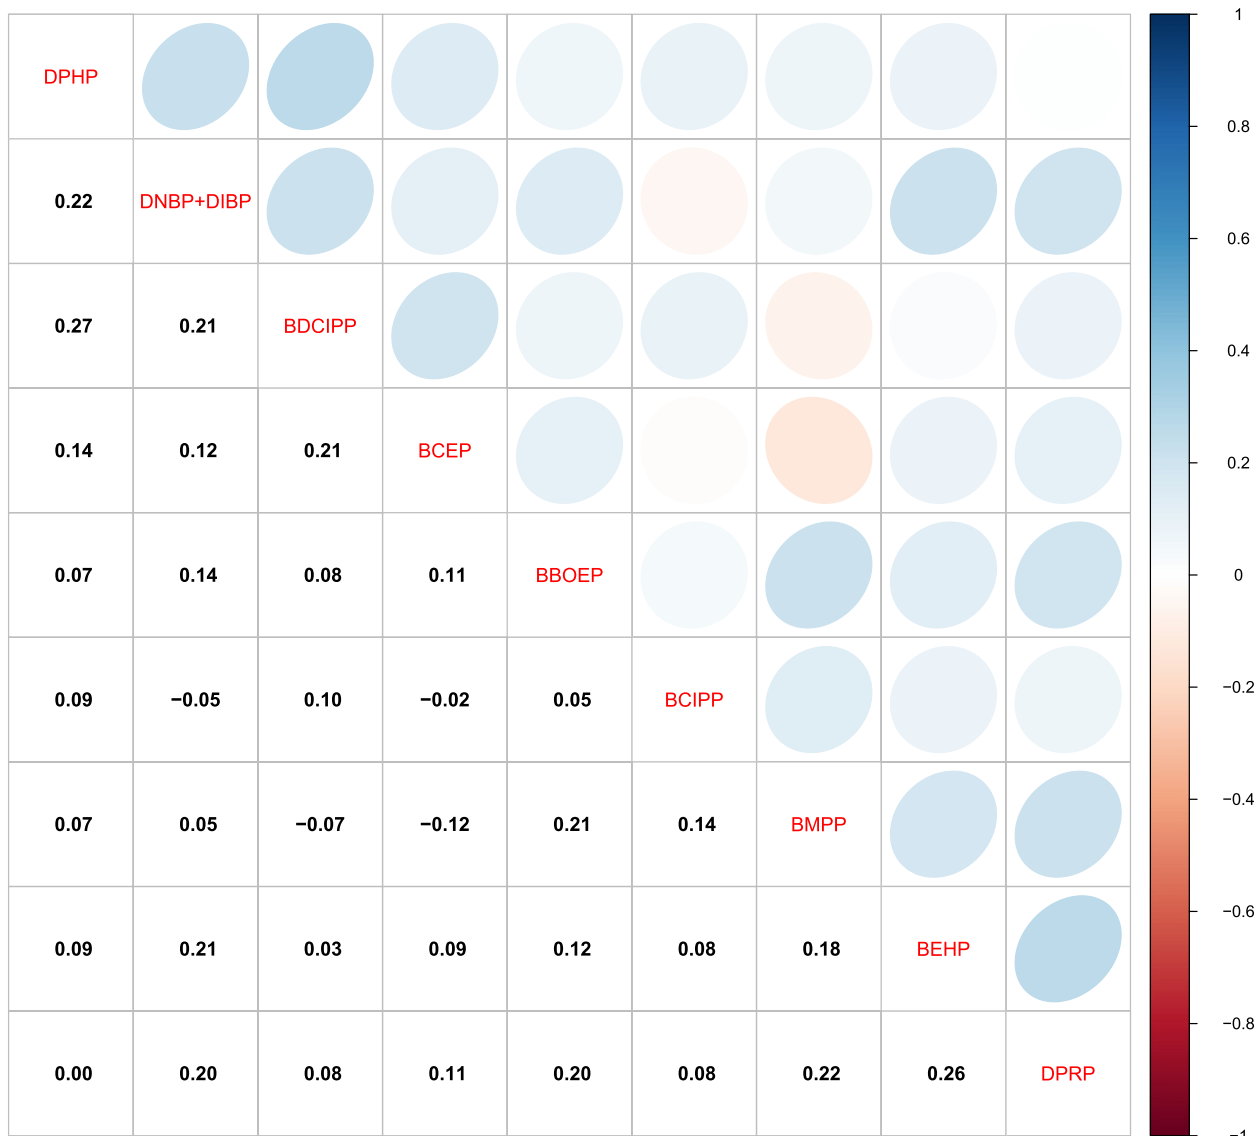 DPHP
0.22 DNBP+DIBP
0.27 0.21 BDCIPP
0.14 0.12 0.21 BCEP
0.07 0.14 0.08 0.11 BBOEP
0.09 −0.05 0.10 −0.02 0.05 BCIPP
0.07 0.05 −0.07 −0.12 0.21 0.14 BMPP
0.09 0.21 0.03 0.09 0.12 0.08 0.18 BEHP
0.00 0.20 0.08 0.11 0.20 0.08 0.22 0.26 DPRP
1
0.8
0.6
0.4
0.2
0
−0.2
−0.4
−0.6
−0.8
−1